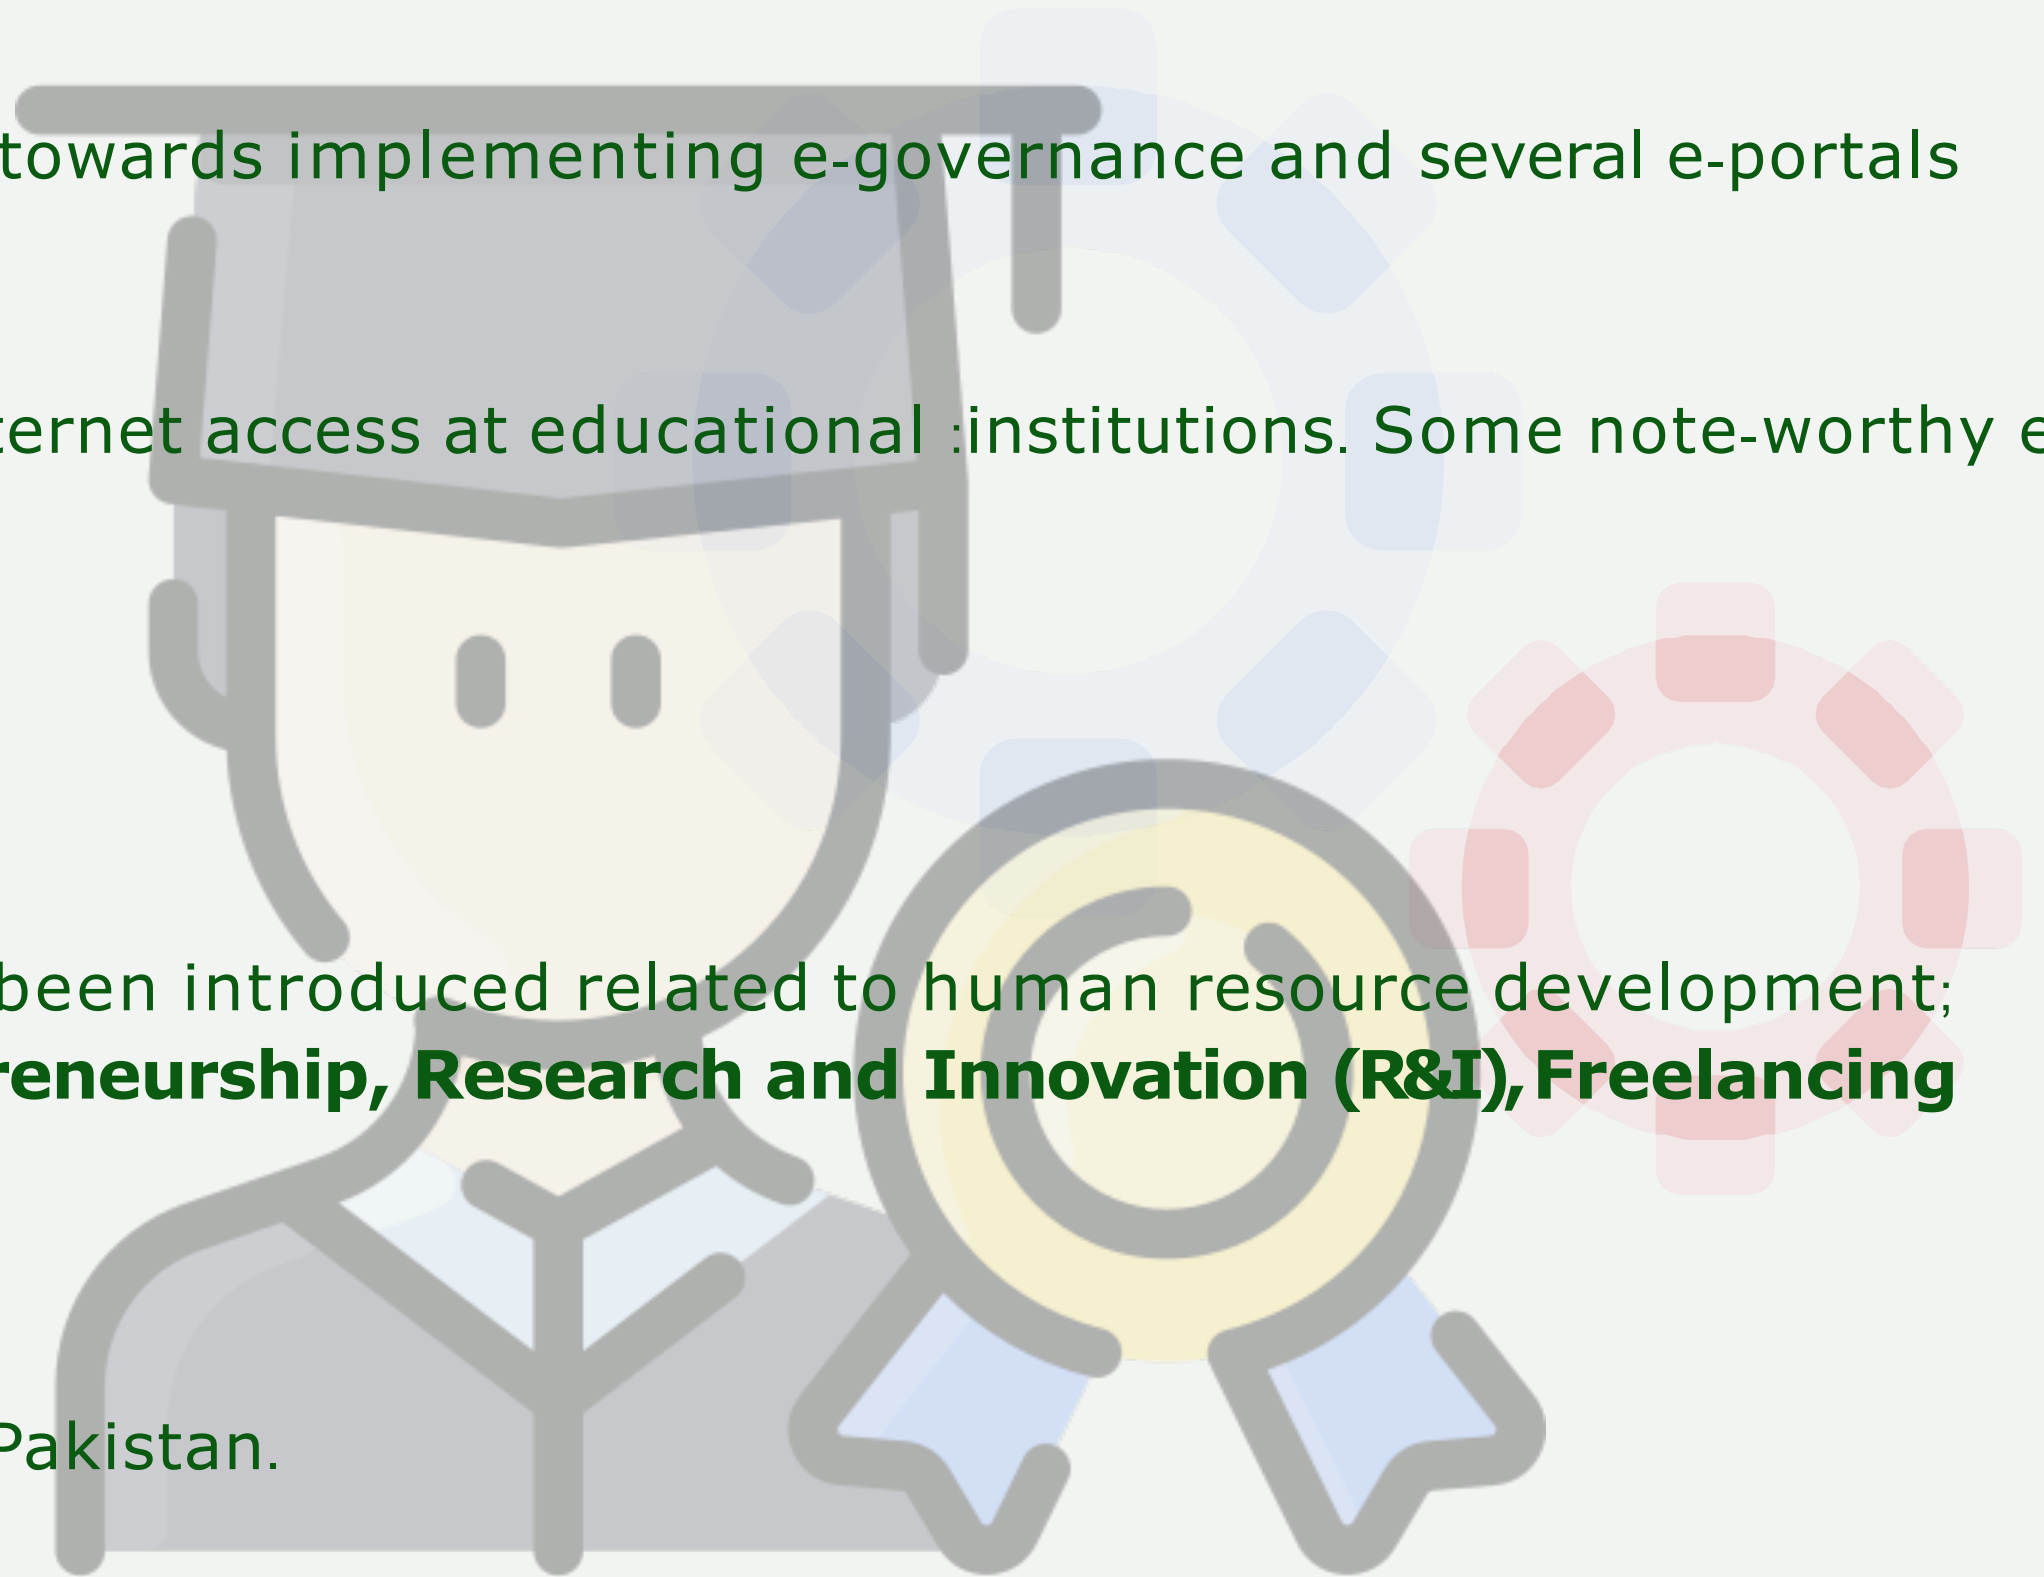 towards implementing e-governance and several e-portals
ternet access at educational :institutions. Some note-worthy e
been introduced related to human resource development;
reneurship, Research and Innovation (R&I),Freelancing
Pakistan.